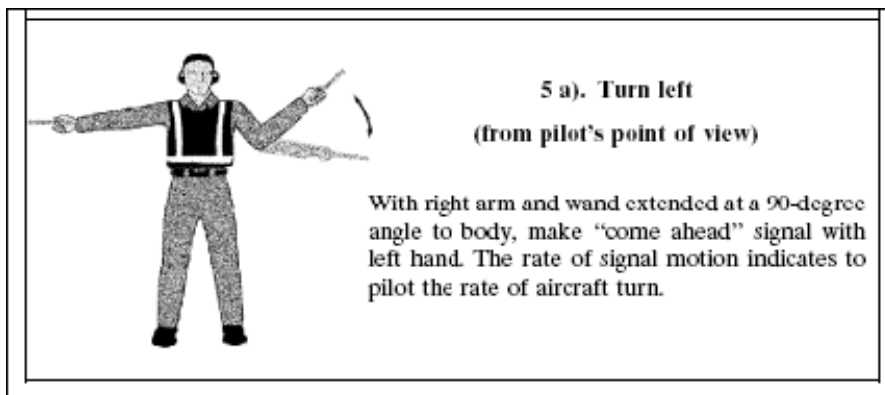 5 a). Turn left
(from pilot's point of view)
With right arm and wand extended at a 90-degree
angle to body, make “come ahead” signal with
left hand. The rate of signal motion indicates to
pilot the rate of aircraft turn.